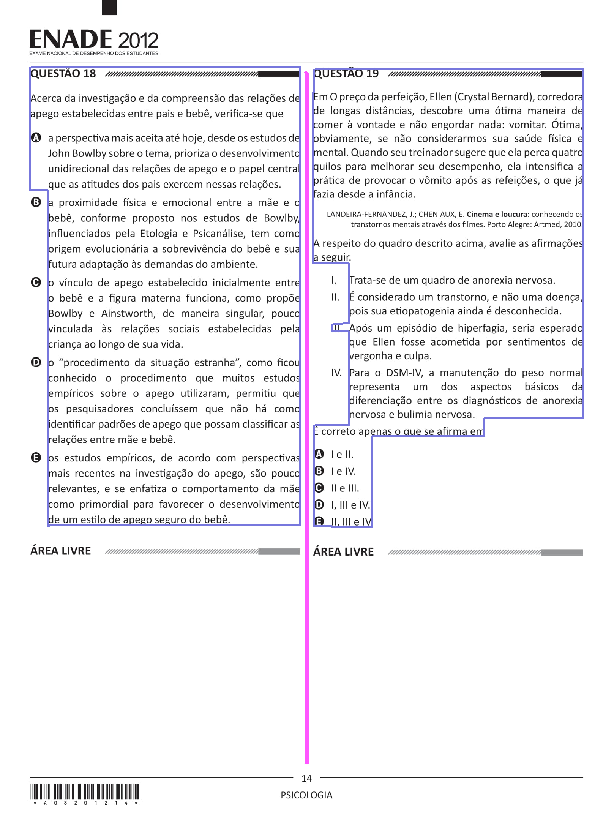 ENADE 2012
EXAME NACIONAL DE DESEMPENHO DOS ESTUDANTES
QUESTÃO 18
Acerca da investigação e da compreensão das relações de
apego estabelecidas entre pais e bebê, verifica-se que
A a perspectiva mais aceita até hoje, desde os estudos de
John Bowlby sobre o tema, prioriza o desenvolvimento
unidirecional das relações de apego e o papel central
que as atitudes dos pais exercem nessas relações.
B a proximidade física e emocional entre a mãe e o
bebê, conforme proposto nos estudos de Bowlby,
influenciados pela Etologia e Psicanálise, tem como
origem evolucionária a sobrevivência do bebê e sua
futura adaptação às demandas do ambiente.
C o vínculo de apego estabelecido inicialmente entre
o bebê e a figura materna funciona, como propõe
Bowlby e Ainstworth, de maneira singular, pouco
vinculada às relações sociais estabelecidas pela
criança ao longo de sua vida.
D o “procedimento da situação estranha”, como ficou
conhecido o procedimento que muitos estudos
empíricos sobre o apego utilizaram, permitiu que
os pesquisadores concluíssem que não há como
identificar padrões de apego que possam classificar as
relações entre mãe e bebê.
E os estudos empíricos, de acordo com perspectivas
mais recentes na investigação do apego, são pouco
relevantes, e se enfatiza o comportamento da mãe
como primordial para favorecer o desenvolvimento
de um estilo de apego seguro do bebê.
ÁREA LIVRE
QUESTÃO 19
Em O preço da perfeição, Ellen (Crystal Bernard), corredora
de longas distâncias, descobre uma ótima maneira de
comer à vontade e não engordar nada: vomitar. Ótima,
obviamente, se não considerarmos sua saúde física e
mental. Quando seu treinador sugere que ela perca quatro
quilos para melhorar seu desempenho, ela intensifica a
prática de provocar o vômito após as refeições, o que já
fazia desde a infância.
LANDEIRA-FERNANDEZ, J.; CHENIAUX, E. Cinema e loucura: conhecendo os
transtornos mentais através dos filmes. Porto Alegre: Artmed, 2010.
A respeito do quadro descrito acima, avalie as afirmações
a seguir.
I. Trata-se de um quadro de anorexia nervosa.
II. É considerado um transtorno, e não uma doença,
pois sua etiopatogenia ainda é desconhecida.
III. Após um episódio de hiperfagia, seria esperado
que Ellen fosse acometida por sentimentos de
vergonha e culpa.
IV. Para o DSM-IV, a manutenção do peso normal
representa um dos aspectos básicos da
diferenciação entre os diagnósticos de anorexia
nervosa e bulimia nervosa.
É correto apenas o que se afirma em
A I e II.
B I e IV.
C II e III.
D I, III e IV.
E II, III e IV.
ÁREA LIVRE
14
PSICOLOGIA
* A 0 8 2 0 1 2 1 4 *